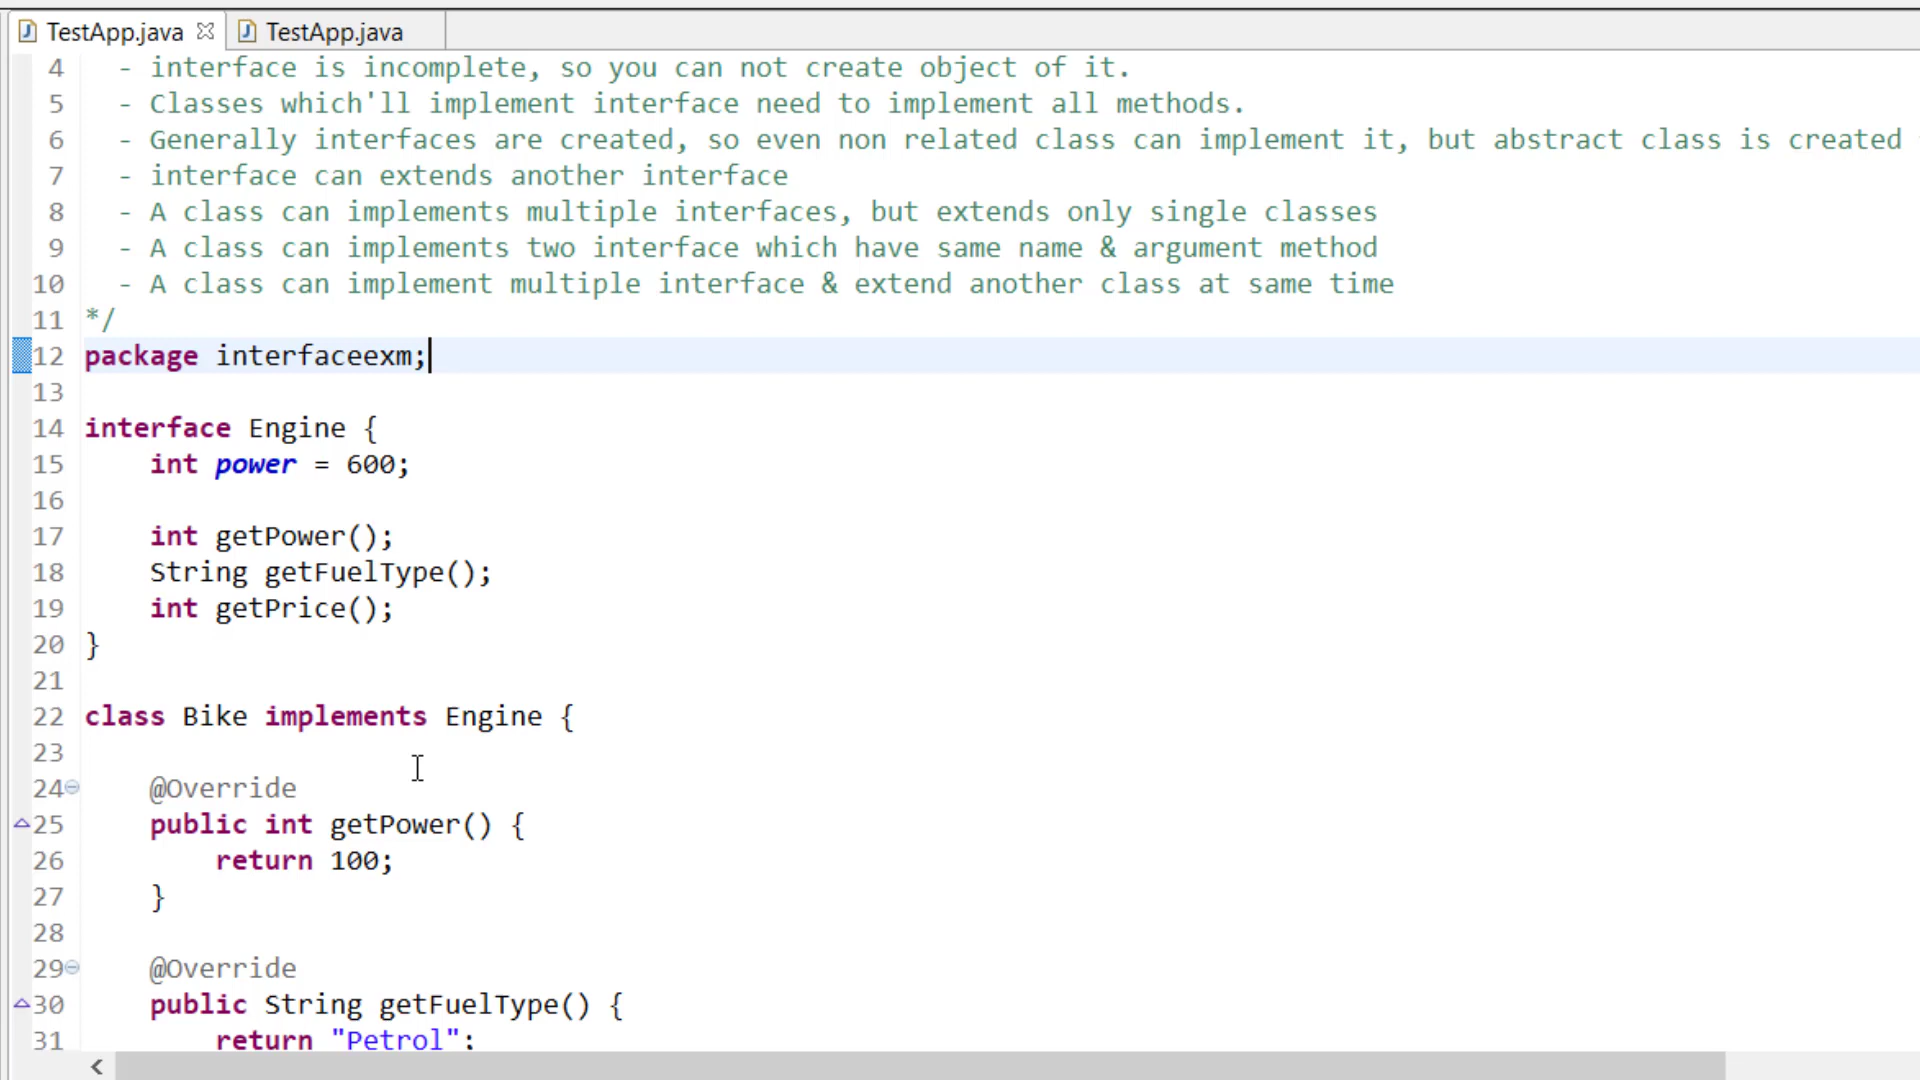 TestApp.java TestApp.java
4 - interface is incomplete, so you can not create object of it.
5 - Classes which'll implement interface need to implement all methods.
6 - Generally interfaces are created, so even non related class can implement it, but abstract class is created
7 - interface can extends another interface
8 - A class can implements multiple interfaces, but extends only single classes
9 - A class can implements two interface which have same name & argument method
10 - A class can implement multiple interface & extend another class at same time
11 */
12 package interfaceexm;
13
14 interface Engine {
15 int power = 600;
16
17 int getPower();
18 String getFuelType();
19 int getPrice();
20 }
21
22 class Bike implements Engine {
23
24 @Override
25 public int getPower() {
26 return 100;
27 }
28
29 @Override
30 public String getFuelType() {
31 return "Petrol";